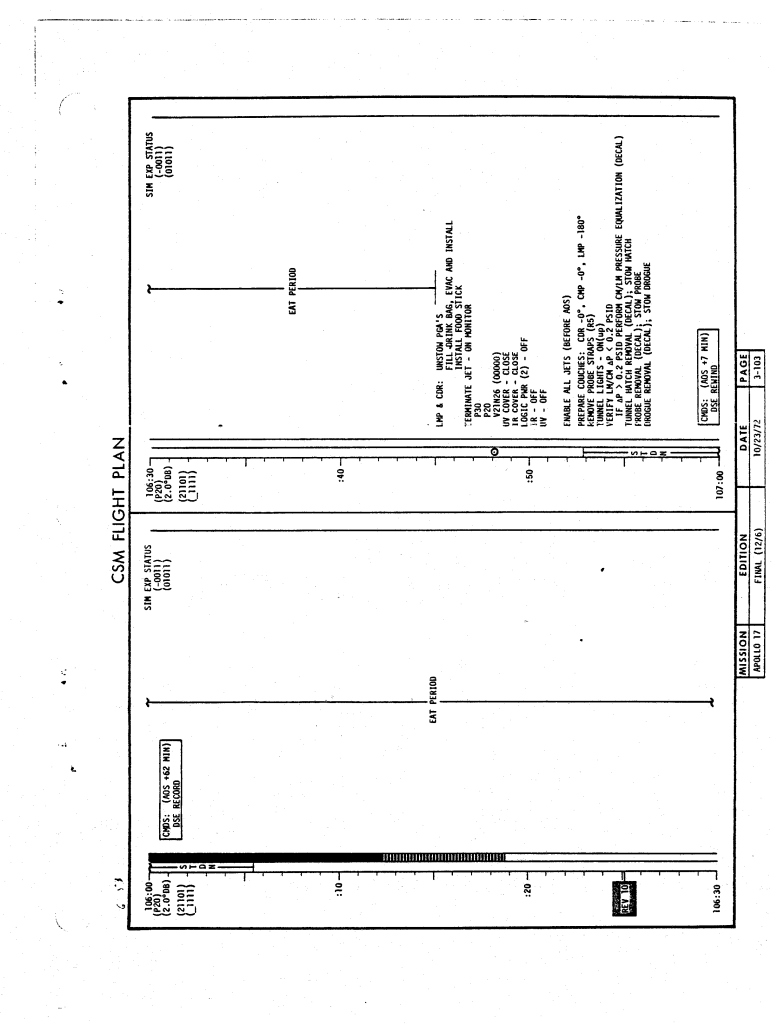 CSM FLIGHT PLAN
106:00
(P20)
(2.0°DB)
(21101)
(_1111)
STDN
CMDS: (AOS +62 MIN)
DSE RECORD
SIM EXP STATUS
(-0011)
(01011)
:10
EAT PERIOD
:20
REV 10
106:30
106:30
(P20)
(2.0°DB)
(21101)
(_1111)
SIM EXP STATUS
(-0011)
(01011)
EAT PERIOD
:40
LMP & CDR: UNSTOW PGA'S
FILL DRINK BAG, EVAC AND INSTALL
INSTALL FOOD STICK
TERMINATE JET - ON MONITOR
P30
P20
V21N26 (00000)
UV COVER - CLOSE
IR COVER - CLOSE
LOGIC PWR (2) - OFF
IR - OFF
UV - OFF
:50
ENABLE ALL JETS (BEFORE AOS)
PREPARE COUCHES: CDR -0°, CMP -0°, LMP -180°
REMOVE PROBE STRAPS (R5)
TUNNEL LIGHTS - ON(up)
VERIFY LM/CM ΔP < 0.2 PSID
IF ΔP > 0.2 PSID PERFORM CM/LM PRESSURE EQUALIZATION (DECAL)
TUNNEL HATCH REMOVAL (DECAL); STOW HATCH
PROBE REMOVAL (DECAL); STOW PROBE
DROGUE REMOVAL (DECAL); STOW DROGUE
STDN
CMDS: (AOS +7 MIN)
DSE REWIND
107:00
MISSION EDITION DATE PAGE
APOLLO 17 FINAL (12/6) 10/23/72 3-103